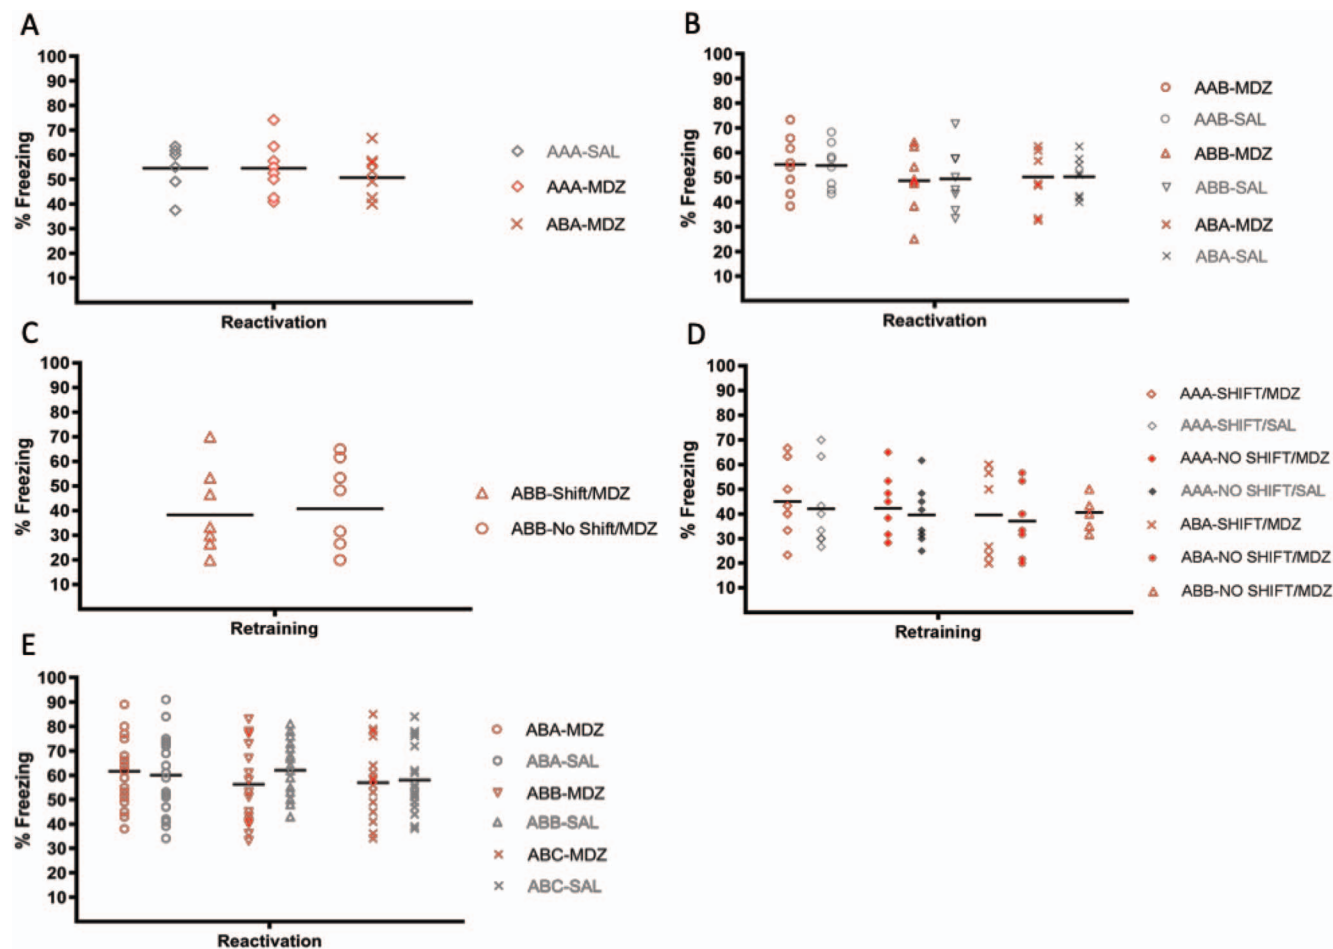 A
% Freezing
100
90
80
70
60
50
40
30
20
10
Reactivation
AAA-SAL
AAA-MDZ
ABA-MDZ
B
% Freezing
100
90
80
70
60
50
40
30
20
10
Reactivation
AAB-MDZ
AAB-SAL
ABB-MDZ
ABB-SAL
ABA-MDZ
ABA-SAL
C
% Freezing
100
90
80
70
60
50
40
30
20
10
Retraining
ABB-Shift/MDZ
ABB-No Shift/MDZ
D
% Freezing
100
90
80
70
60
50
40
30
20
10
Retraining
AAA-SHIFT/MDZ
AAA-SHIFT/SAL
AAA-NO SHIFT/MDZ
AAA-NO SHIFT/SAL
ABA-SHIFT/MDZ
ABA-NO SHIFT/MDZ
ABB-NO SHIFT/MDZ
E
% Freezing
100
90
80
70
60
50
40
30
20
10
Reactivation
ABA-MDZ
ABA-SAL
ABB-MDZ
ABB-SAL
ABC-MDZ
ABC-SAL